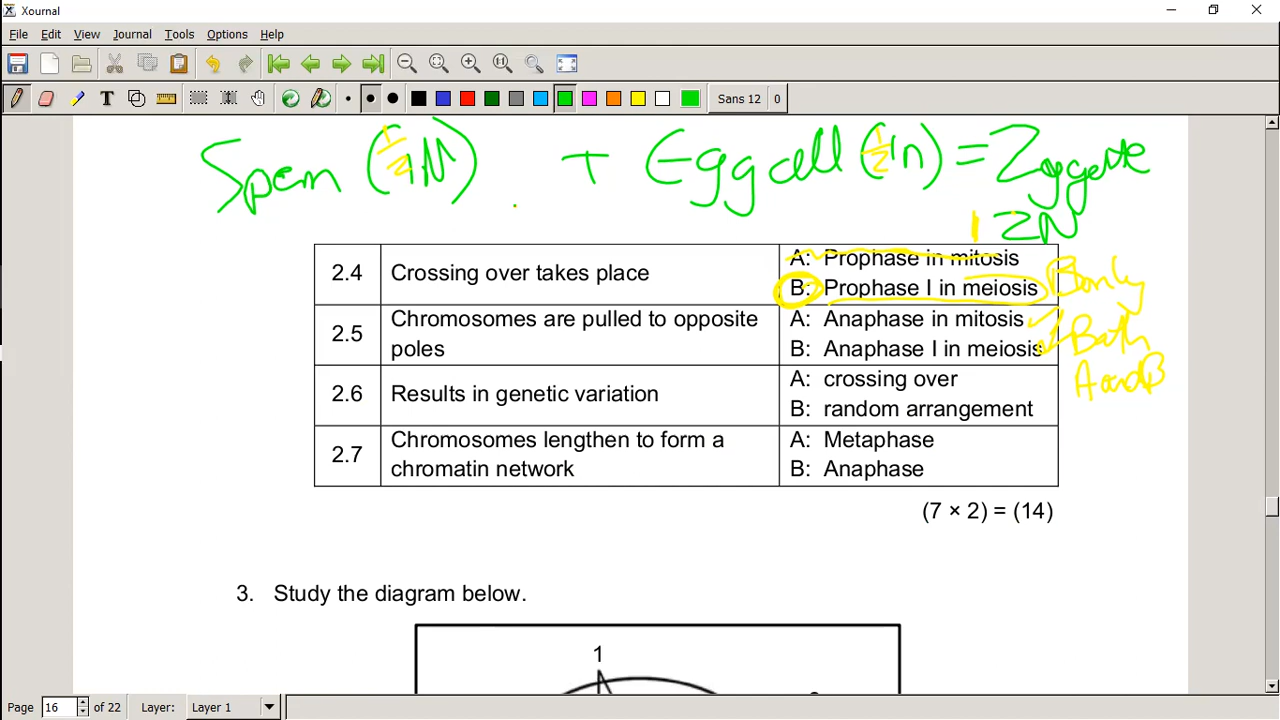 Xournal
File Edit View Journal Tools Options Help
Sans 12 0
Sperm (1/2 1N) + Egg cell (1/2 1n) = Zygote
1 2N
2.4 Crossing over takes place A: Prophase in mitosis
B: Prophase I in meiosis B only
2.5 Chromosomes are pulled to opposite poles A: Anaphase in mitosis
B: Anaphase I in meiosis Both A and B
2.6 Results in genetic variation A: crossing over
B: random arrangement
2.7 Chromosomes lengthen to form a chromatin network A: Metaphase
B: Anaphase
(7 × 2) = (14)
3. Study the diagram below.
1
Page 16 of 22 Layer: Layer 1